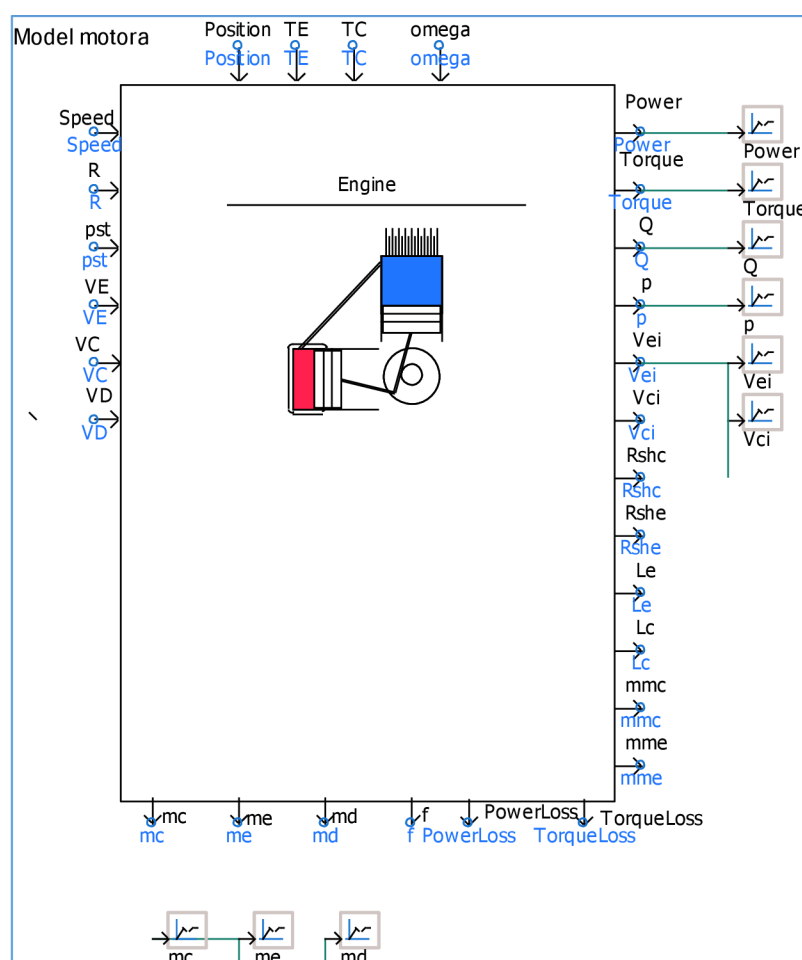 Model motora
Position TE TC omega
Position TE TC omega
Speed
Speed
R
R
pst
pst
VE
VE
VC
VC
VD
VD
Engine
Power
Power
Power
Torque
Torque
Torque
Q
Q
Q
p
p
p
Vei
Vei
Vei
Vci
Vci
Vci
Rshc
Rshc
Rshe
Rshe
Le
Le
Lc
Lc
mmc
mmc
mme
mme
mc me md f PowerLoss TorqueLoss
mc me md f PowerLoss TorqueLoss
mc me md